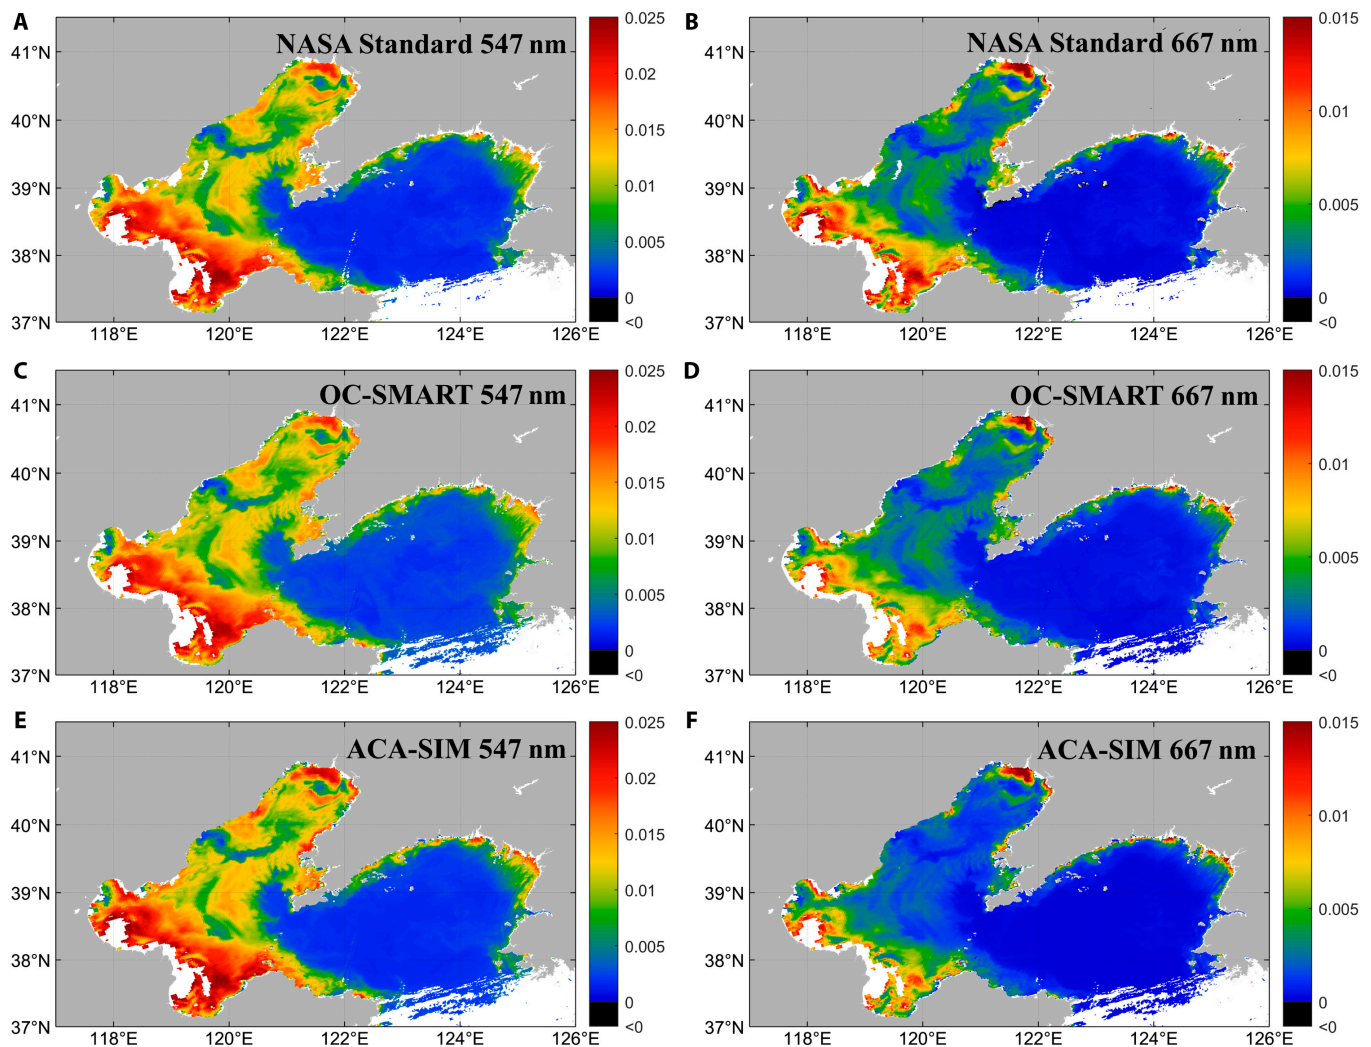 A
NASA Standard 547 nm
41°N
40°N
39°N
38°N
37°N
118°E
120°E
122°E
124°E
126°E
0.025
0.02
0.015
0.01
0.005
0
<0
B
NASA Standard 667 nm
41°N
40°N
39°N
38°N
37°N
118°E
120°E
122°E
124°E
126°E
0.015
0.01
0.005
0
<0
C
OC-SMART 547 nm
41°N
40°N
39°N
38°N
37°N
118°E
120°E
122°E
124°E
126°E
0.025
0.02
0.015
0.01
0.005
0
<0
D
OC-SMART 667 nm
41°N
40°N
39°N
38°N
37°N
118°E
120°E
122°E
124°E
126°E
0.015
0.01
0.005
0
<0
E
ACA-SIM 547 nm
41°N
40°N
39°N
38°N
37°N
118°E
120°E
122°E
124°E
126°E
0.025
0.02
0.015
0.01
0.005
0
<0
F
ACA-SIM 667 nm
41°N
40°N
39°N
38°N
37°N
118°E
120°E
122°E
124°E
126°E
0.015
0.01
0.005
0
<0